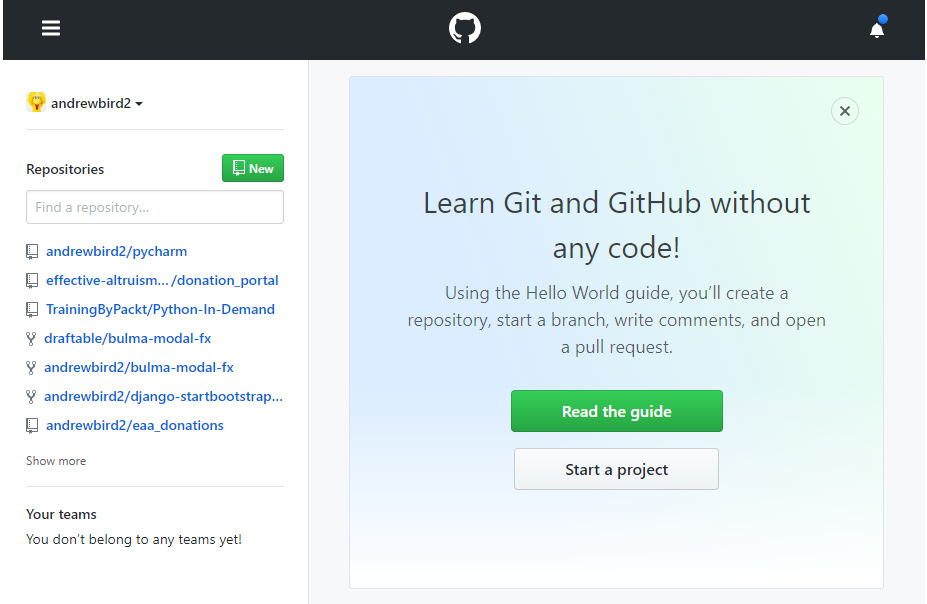 andrewbird2
Repositories
New
Find a repository...
andrewbird2/pycharm
effective-altruism... /donation_portal
TrainingByPackt/Python-In-Demand
draftable/bulma-modal-fx
andrewbird2/bulma-modal-fx
andrewbird2/django-startbootstrap...
andrewbird2/eaa_donations
Show more
Your teams
You don’t belong to any teams yet!
Learn Git and GitHub without
any code!
Using the Hello World guide, you’ll create a
repository, start a branch, write comments, and open
a pull request.
Read the guide
Start a project